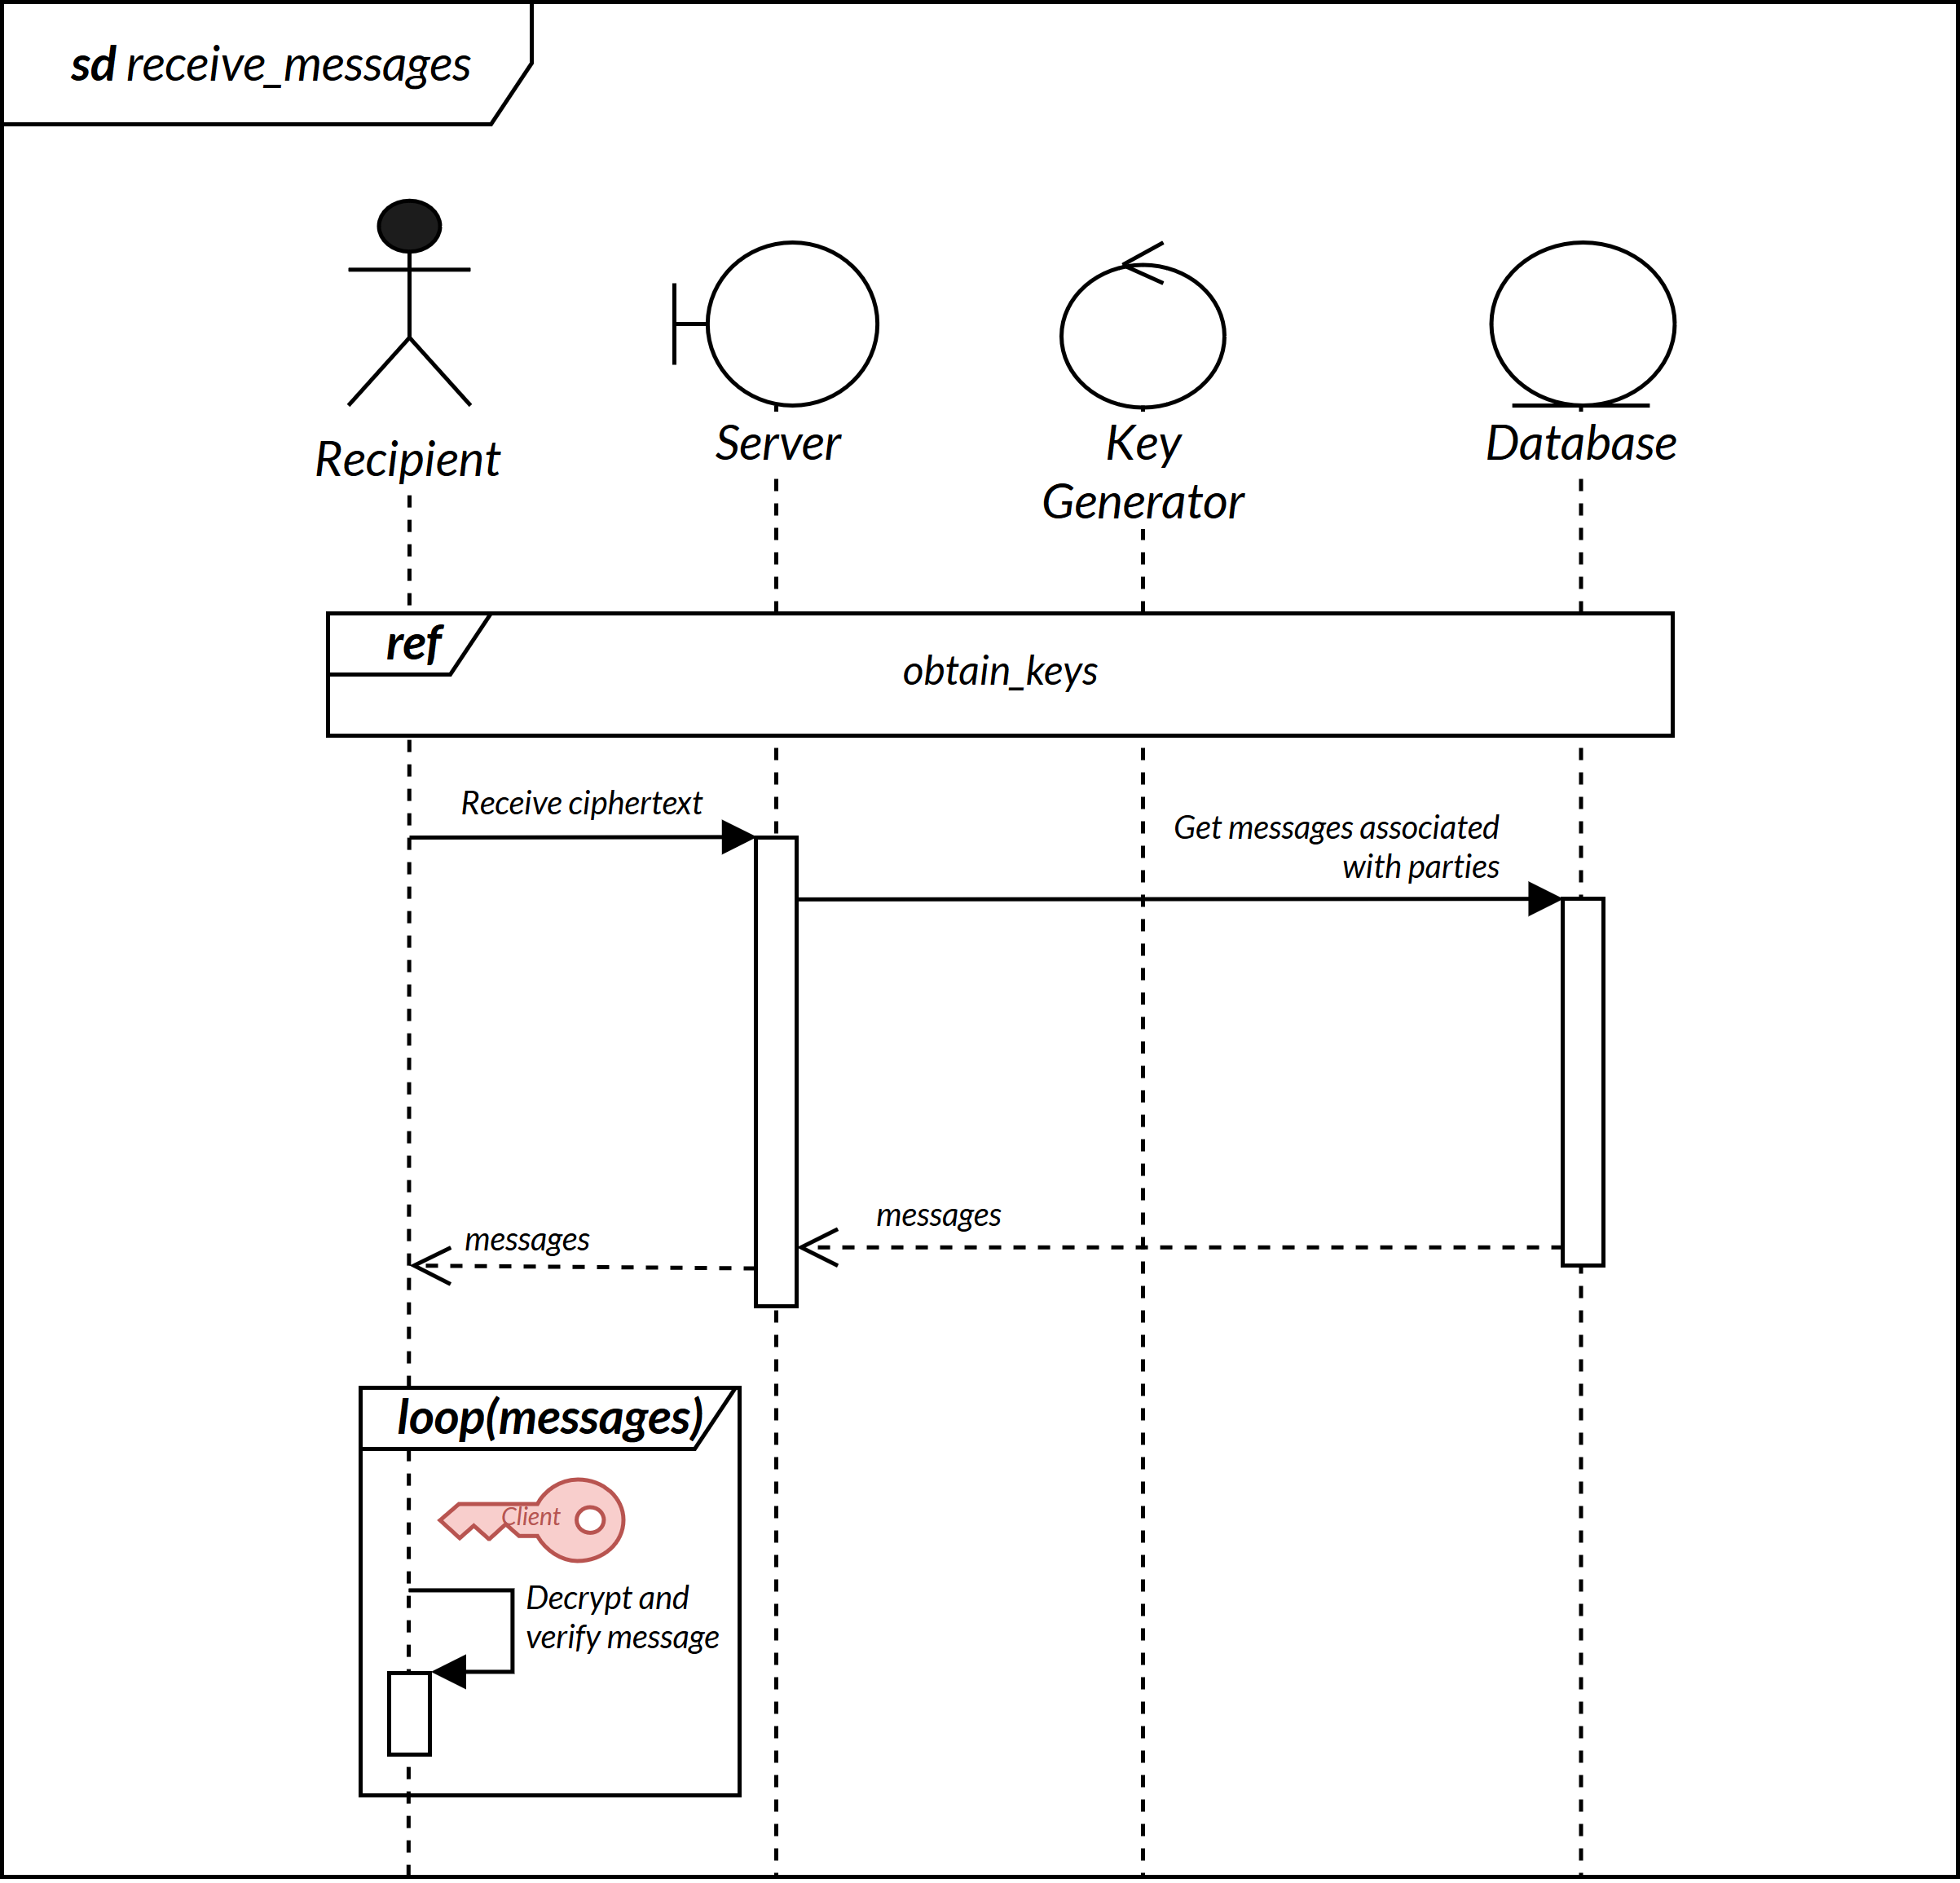 sd receive_messages
Recipient
Server
Key
Generator
Database
ref
obtain_keys
Receive ciphertext
Get messages associated
with parties
messages
messages
loop(messages)
Client
Decrypt and
verify message